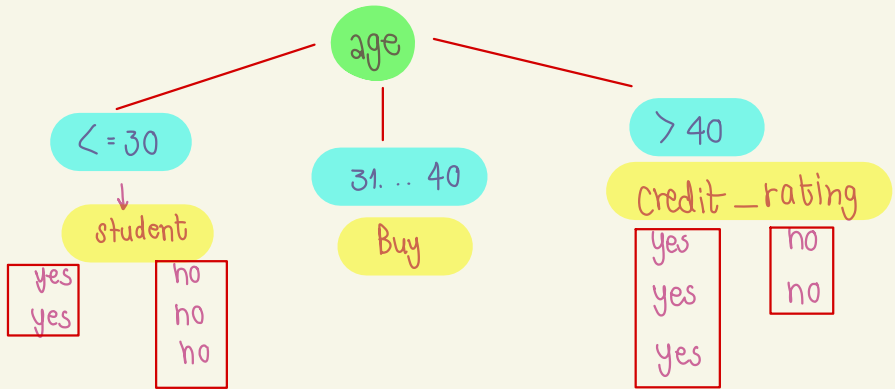 age
<=30
31... 40
> 40
student
Buy
credit_rating
yes
yes
no
no
no
yes
yes
yes
no
no